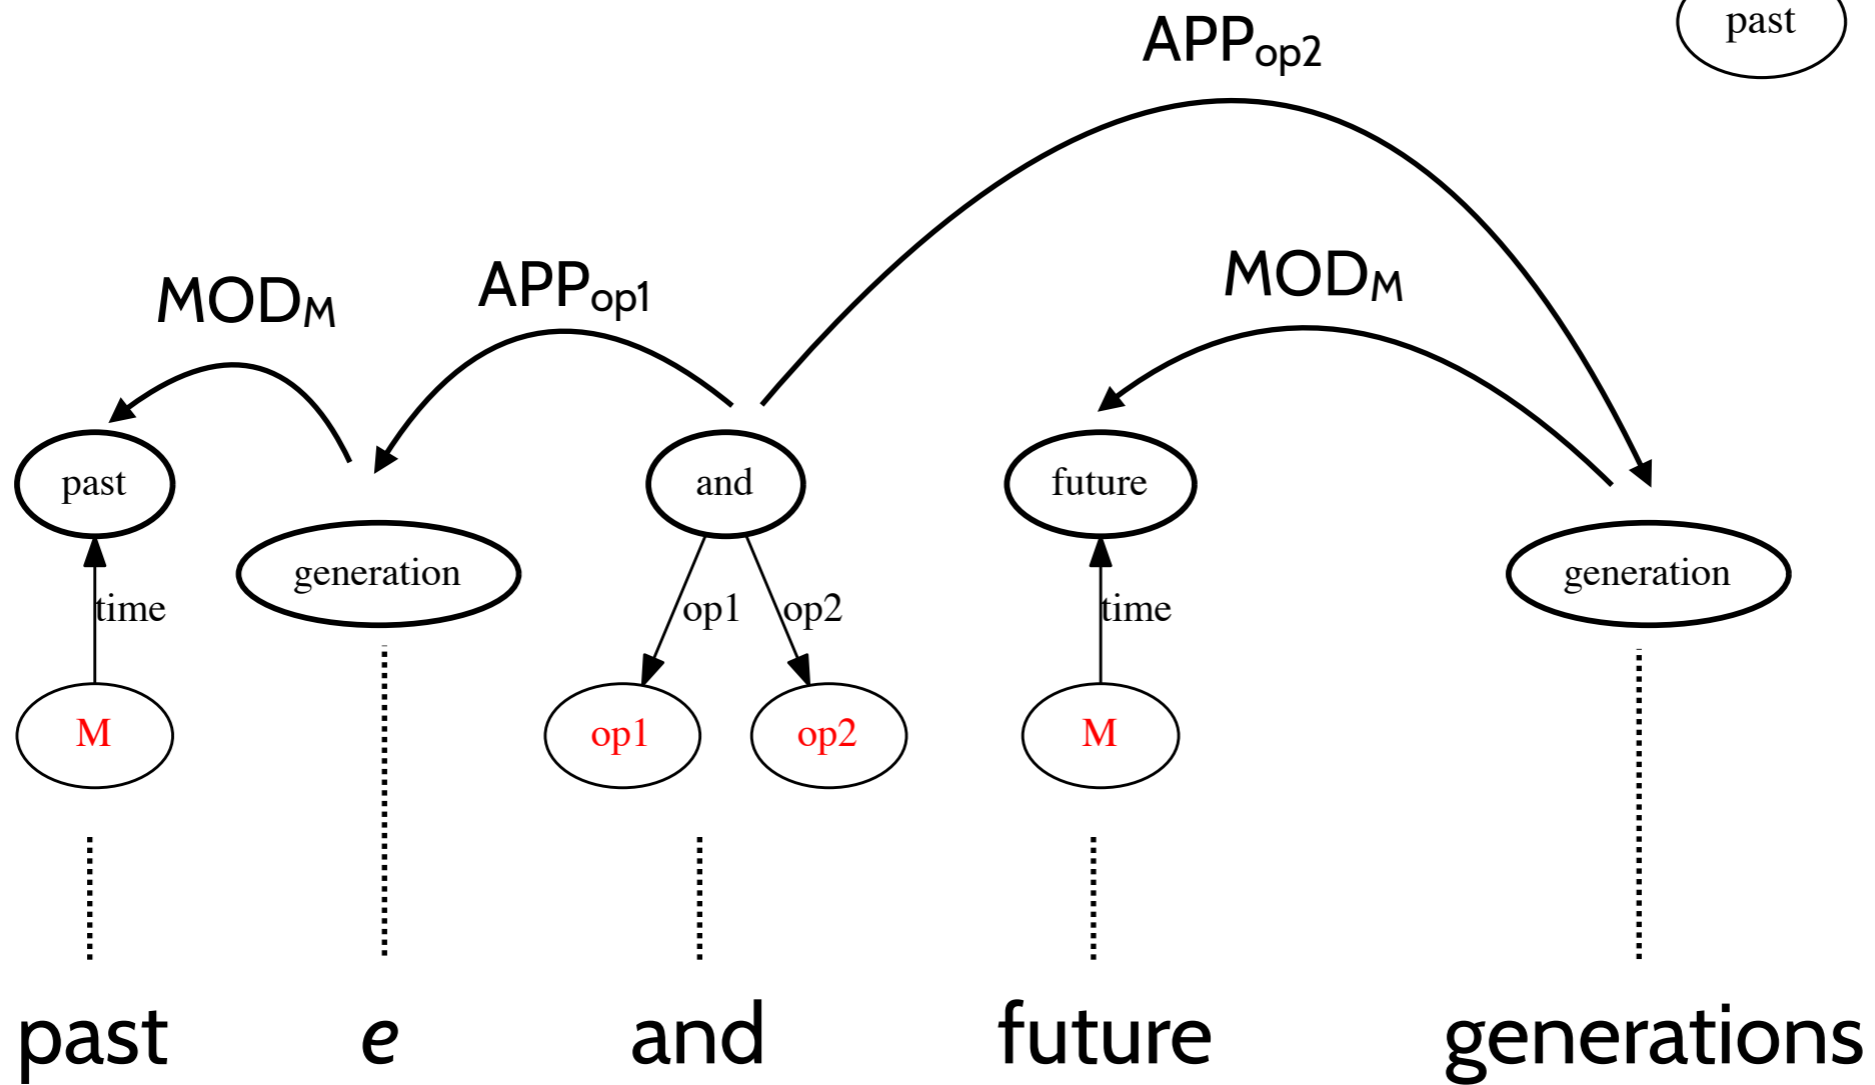 past
APPop2
MODM APPop1 MODM
past and future
generation generation
time op1 op2 time
M op1 op2 M
past e and future generations